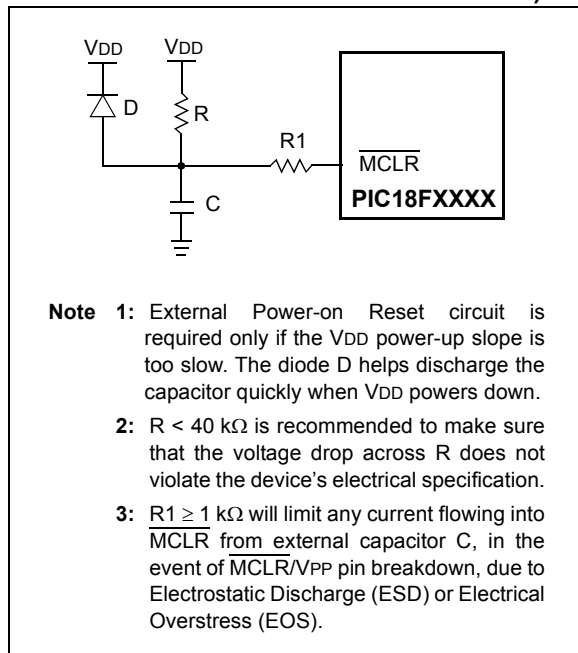 VDD VDD
D
R
R1
MCLR
C
PIC18FXXXX
Note 1: External Power-on Reset circuit is
required only if the VDD power-up slope is
too slow. The diode D helps discharge the
capacitor quickly when VDD powers down.
2: R < 40 kΩ is recommended to make sure
that the voltage drop across R does not
violate the device's electrical specification.
3: R1 ≥ 1 kΩ will limit any current flowing into
MCLR from external capacitor C, in the
event of MCLR/VPP pin breakdown, due to
Electrostatic Discharge (ESD) or Electrical
Overstress (EOS).